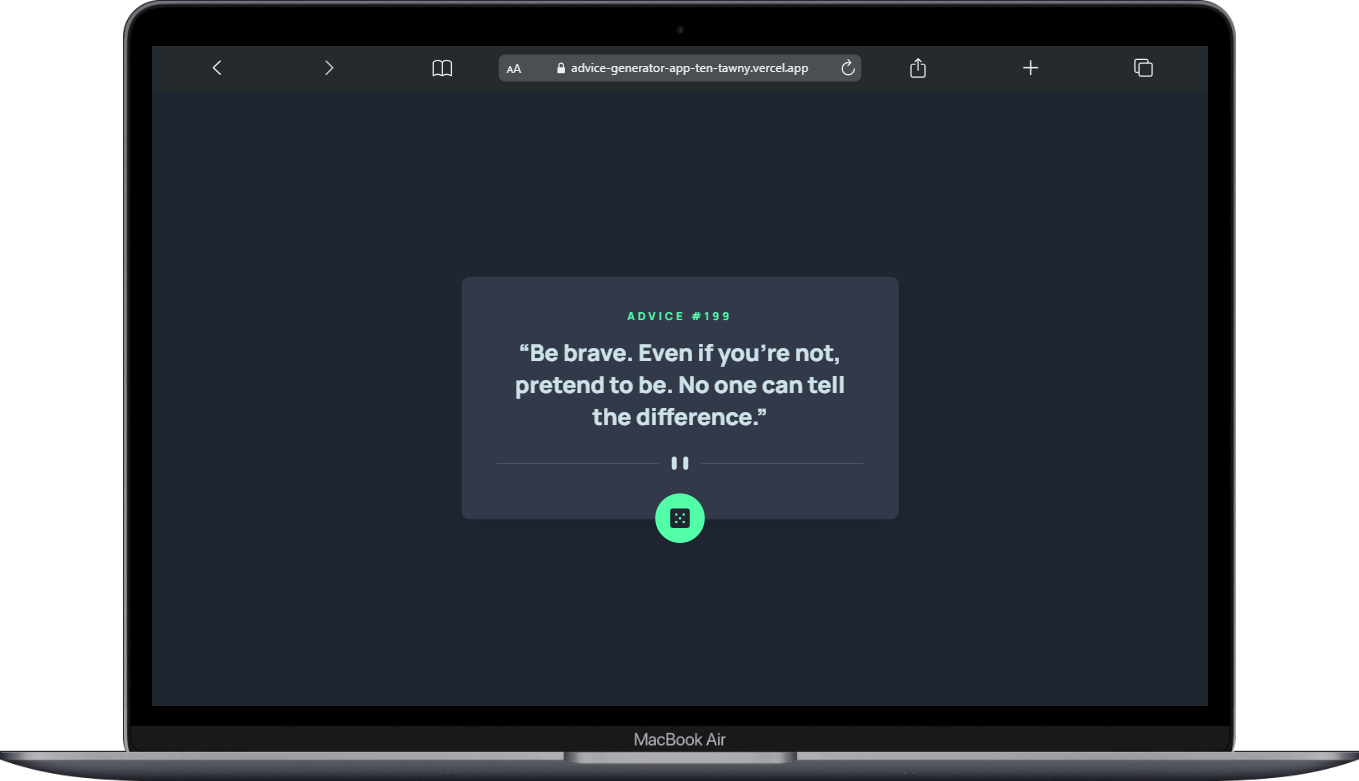 AA
advice-generator-app-ten-tawny.vercel.app
ADVICE #199
“Be brave. Even if you’re not,
pretend to be. No one can tell
the difference.”
MacBook Air